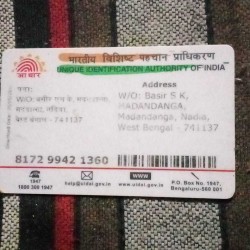 भारतीय विशिष्ट पहचान प्राधिकरण
UNIQUE IDENTIFICATION AUTHORITY OF INDIA
आधार
पता:
Address
W/O: Basir S K,
MADANDANGA,
Madandanga, Nadia,
West Bengal - 741137
741137
8172 9942 1360
1947
1800 300 1947
help@uidai.gov.in
www.uidai.gov.in
P.O. Box No. 1947,
Bengaluru-560 001